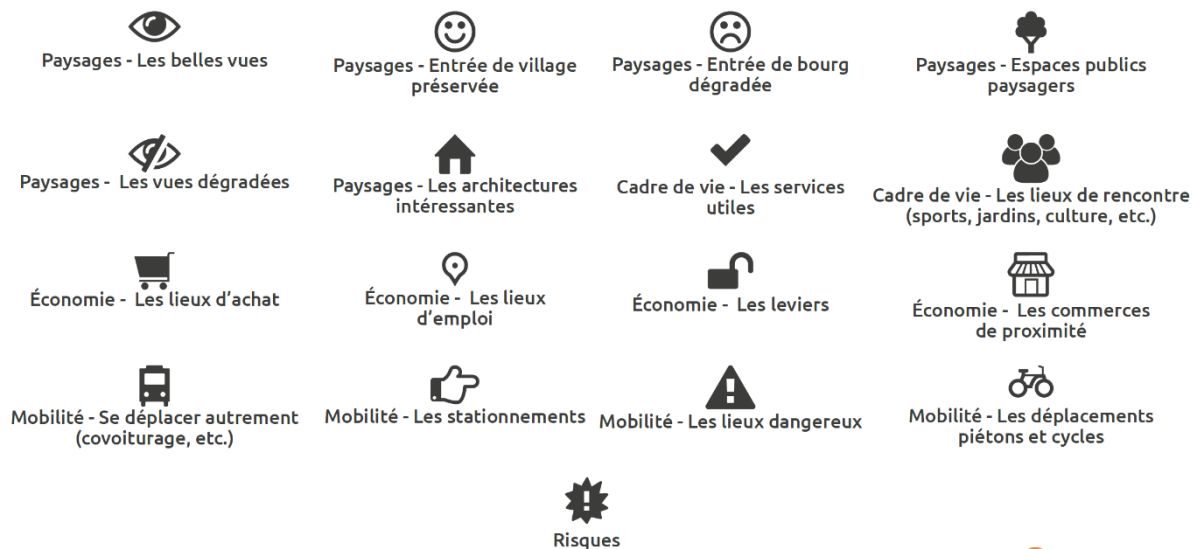 Paysages - Les belles vues
Paysages - Entrée de village
préservée
Paysages - Entrée de bourg
dégradée
Paysages - Espaces publics
paysagers
Paysages - Les vues dégradées
Paysages - Les architectures
intéressantes
Cadre de vie - Les services
utiles
Cadre de vie - Les lieux de rencontre
(sports, jardins, culture, etc.)
Économie - Les lieux d'achat
Économie - Les lieux
d'emploi
Économie - Les leviers
Économie - Les commerces
de proximité
Mobilité - Se déplacer autrement
(covoiturage, etc.)
Mobilité - Les stationnements
Mobilité - Les lieux dangereux
Mobilité - Les déplacements
piétons et cycles
Risques